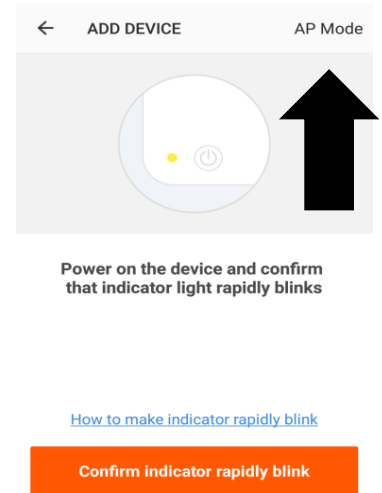 ADD DEVICE AP Mode
Power on the device and confirm
that indicator light rapidly blinks
How to make indicator rapidly blink
Confirm indicator rapidly blink